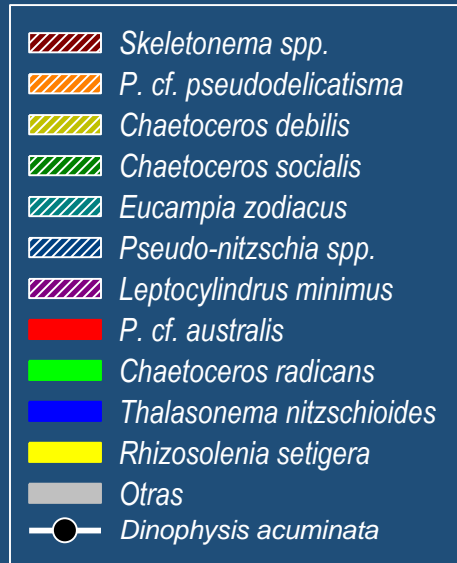 Skeletonema spp.
P. cf. pseudodelicatisma
Chaetoceros debilis
Chaetoceros socialis
Eucampia zodiacus
Pseudo-nitzschia spp.
Leptocylindrus minimus
P. cf. australis
Chaetoceros radicans
Thalasonema nitzschioides
Rhizosolenia setigera
Otras
Dinophysis acuminata